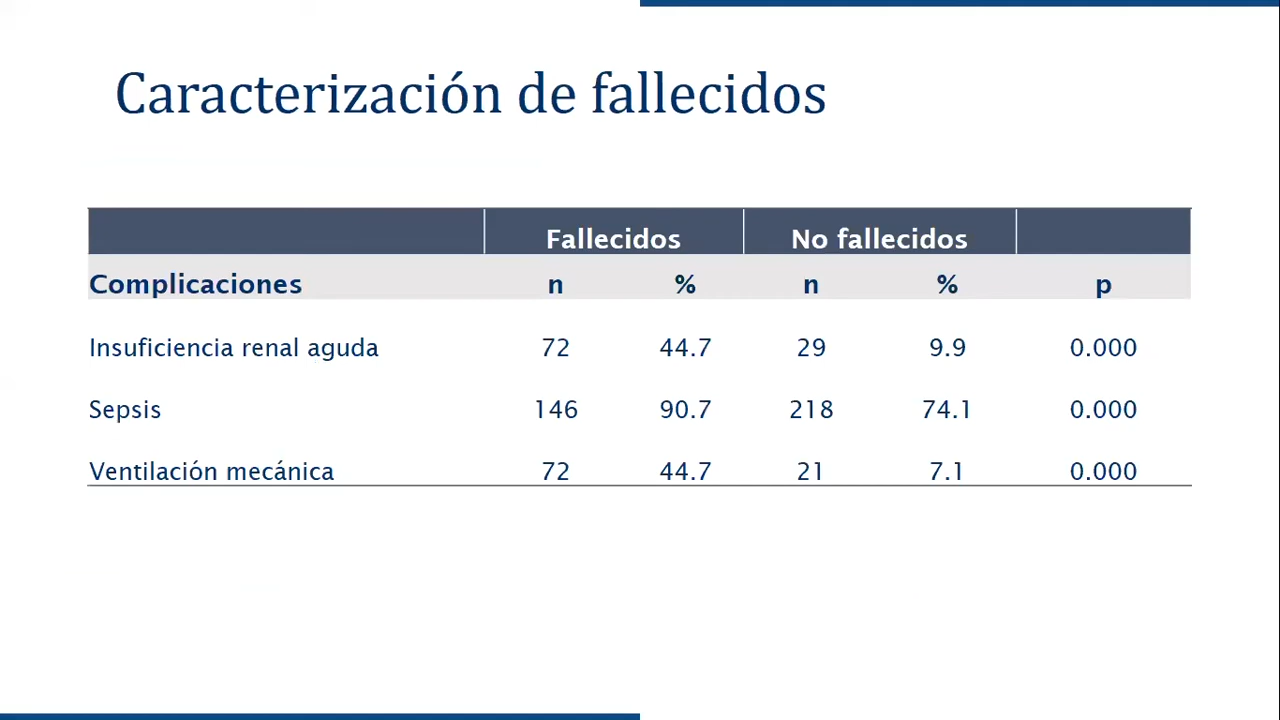 Caracterización de fallecidos
Fallecidos No fallecidos
Complicaciones n % n % p
Insuficiencia renal aguda 72 44.7 29 9.9 0.000
Sepsis 146 90.7 218 74.1 0.000
Ventilación mecánica 72 44.7 21 7.1 0.000